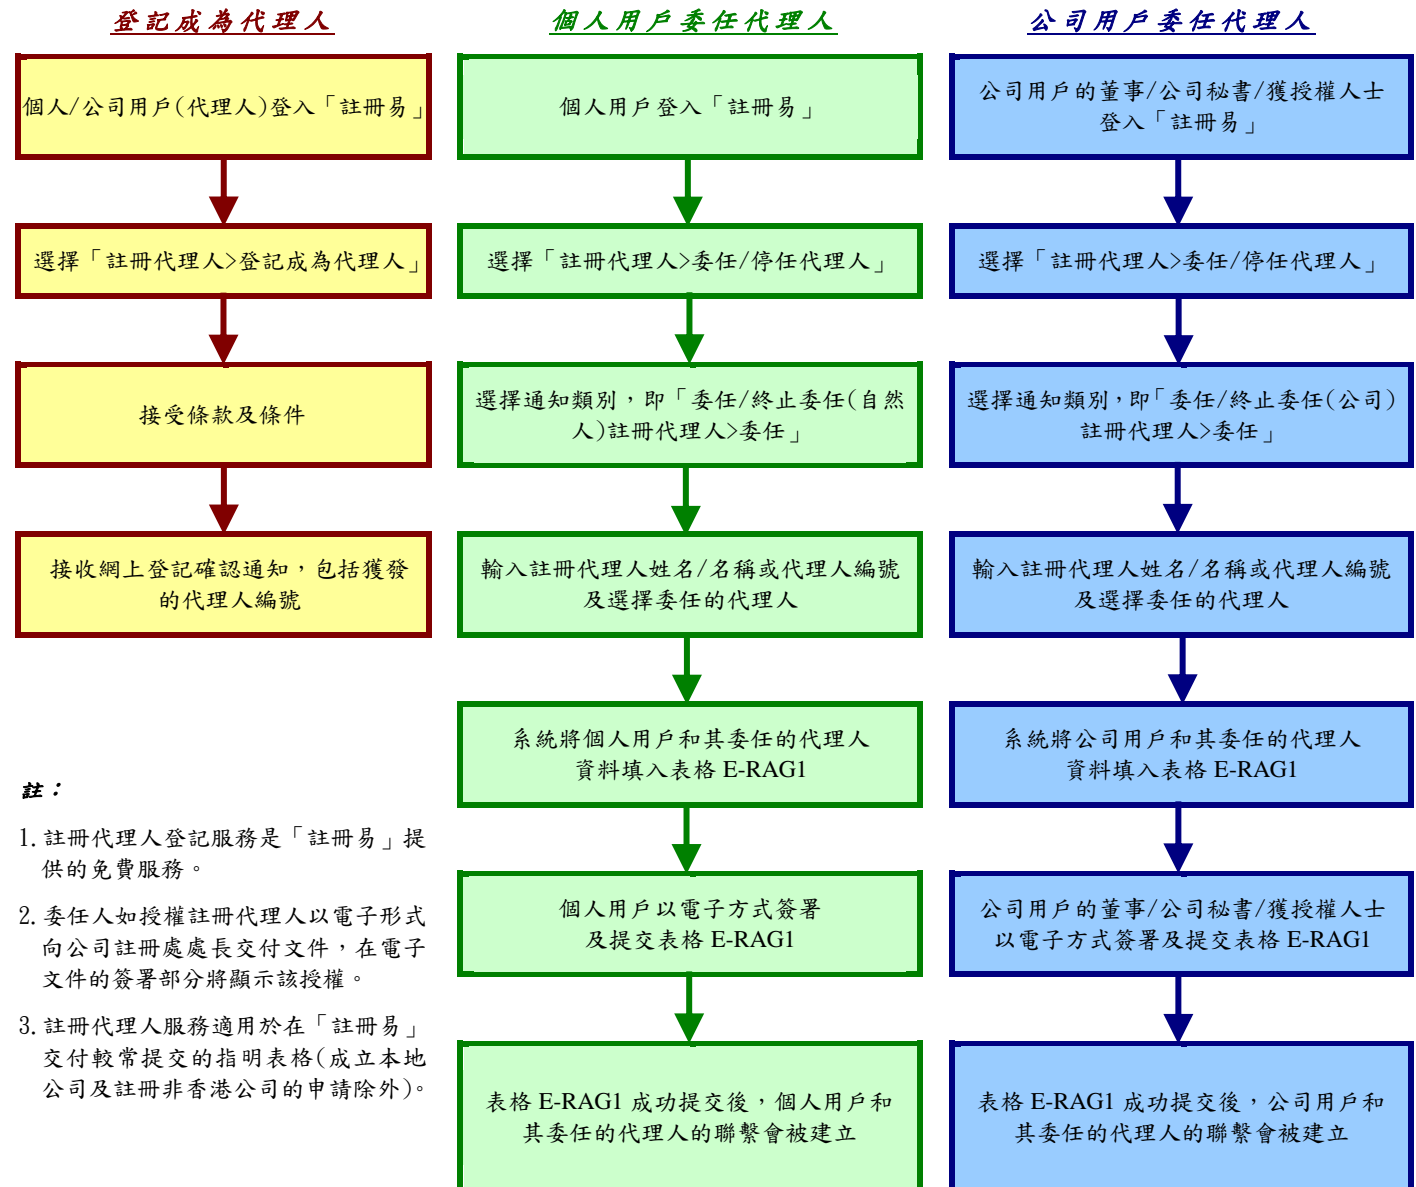 登記成為代理人
個人/公司用戶(代理人)登入「註冊易」
選擇「註冊代理人>登記成為代理人」
接受條款及條件
接收網上登記確認通知，包括獲發
的代理人編號
註：
1. 註冊代理人登記服務是「註冊易」提
供的免費服務。
2. 委任人如授權註冊代理人以電子形式
向公司註冊處處長交付文件，在電子
文件的簽署部分將顯示該授權。
3. 註冊代理人服務適用於在「註冊易」
交付較常提交的指明表格(成立本地
公司及註冊非香港公司的申請除外)。
個人用戶委任代理人
個人用戶登入「註冊易」
選擇「註冊代理人>委任/停任代理人」
選擇通知類別，即「委任/終止委任(自然
人)註冊代理人>委任」
輸入註冊代理人姓名/名稱或代理人編號
及選擇委任的代理人
系統將個人用戶和其委任的代理人
資料填入表格 E-RAG1
個人用戶以電子方式簽署
及提交表格 E-RAG1
表格 E-RAG1 成功提交後，個人用戶和
其委任的代理人的聯繫會被建立
公司用戶委任代理人
公司用戶的董事/公司秘書/獲授權人士
登入「註冊易」
選擇「註冊代理人>委任/停任代理人」
選擇通知類別，即「委任/終止委任(公司)
註冊代理人>委任」
輸入註冊代理人姓名/名稱或代理人編號
及選擇委任的代理人
系統將公司用戶和其委任的代理人
資料填入表格 E-RAG1
公司用戶的董事/公司秘書/獲授權人士
以電子方式簽署及提交表格 E-RAG1
表格 E-RAG1 成功提交後，公司用戶和
其委任的代理人的聯繫會被建立